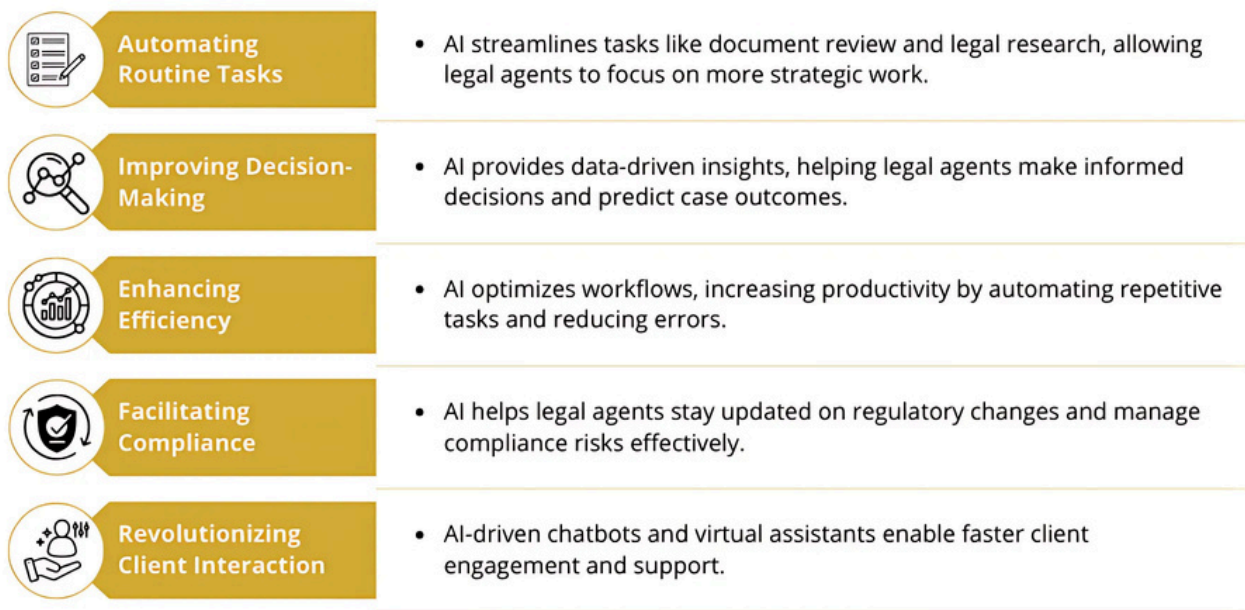 Automating
Routine Tasks
• AI streamlines tasks like document review and legal research, allowing
legal agents to focus on more strategic work.
Improving Decision-
Making
• AI provides data-driven insights, helping legal agents make informed
decisions and predict case outcomes.
Enhancing
Efficiency
• AI optimizes workflows, increasing productivity by automating repetitive
tasks and reducing errors.
Facilitating
Compliance
• AI helps legal agents stay updated on regulatory changes and manage
compliance risks effectively.
Revolutionizing
Client Interaction
• AI-driven chatbots and virtual assistants enable faster client
engagement and support.